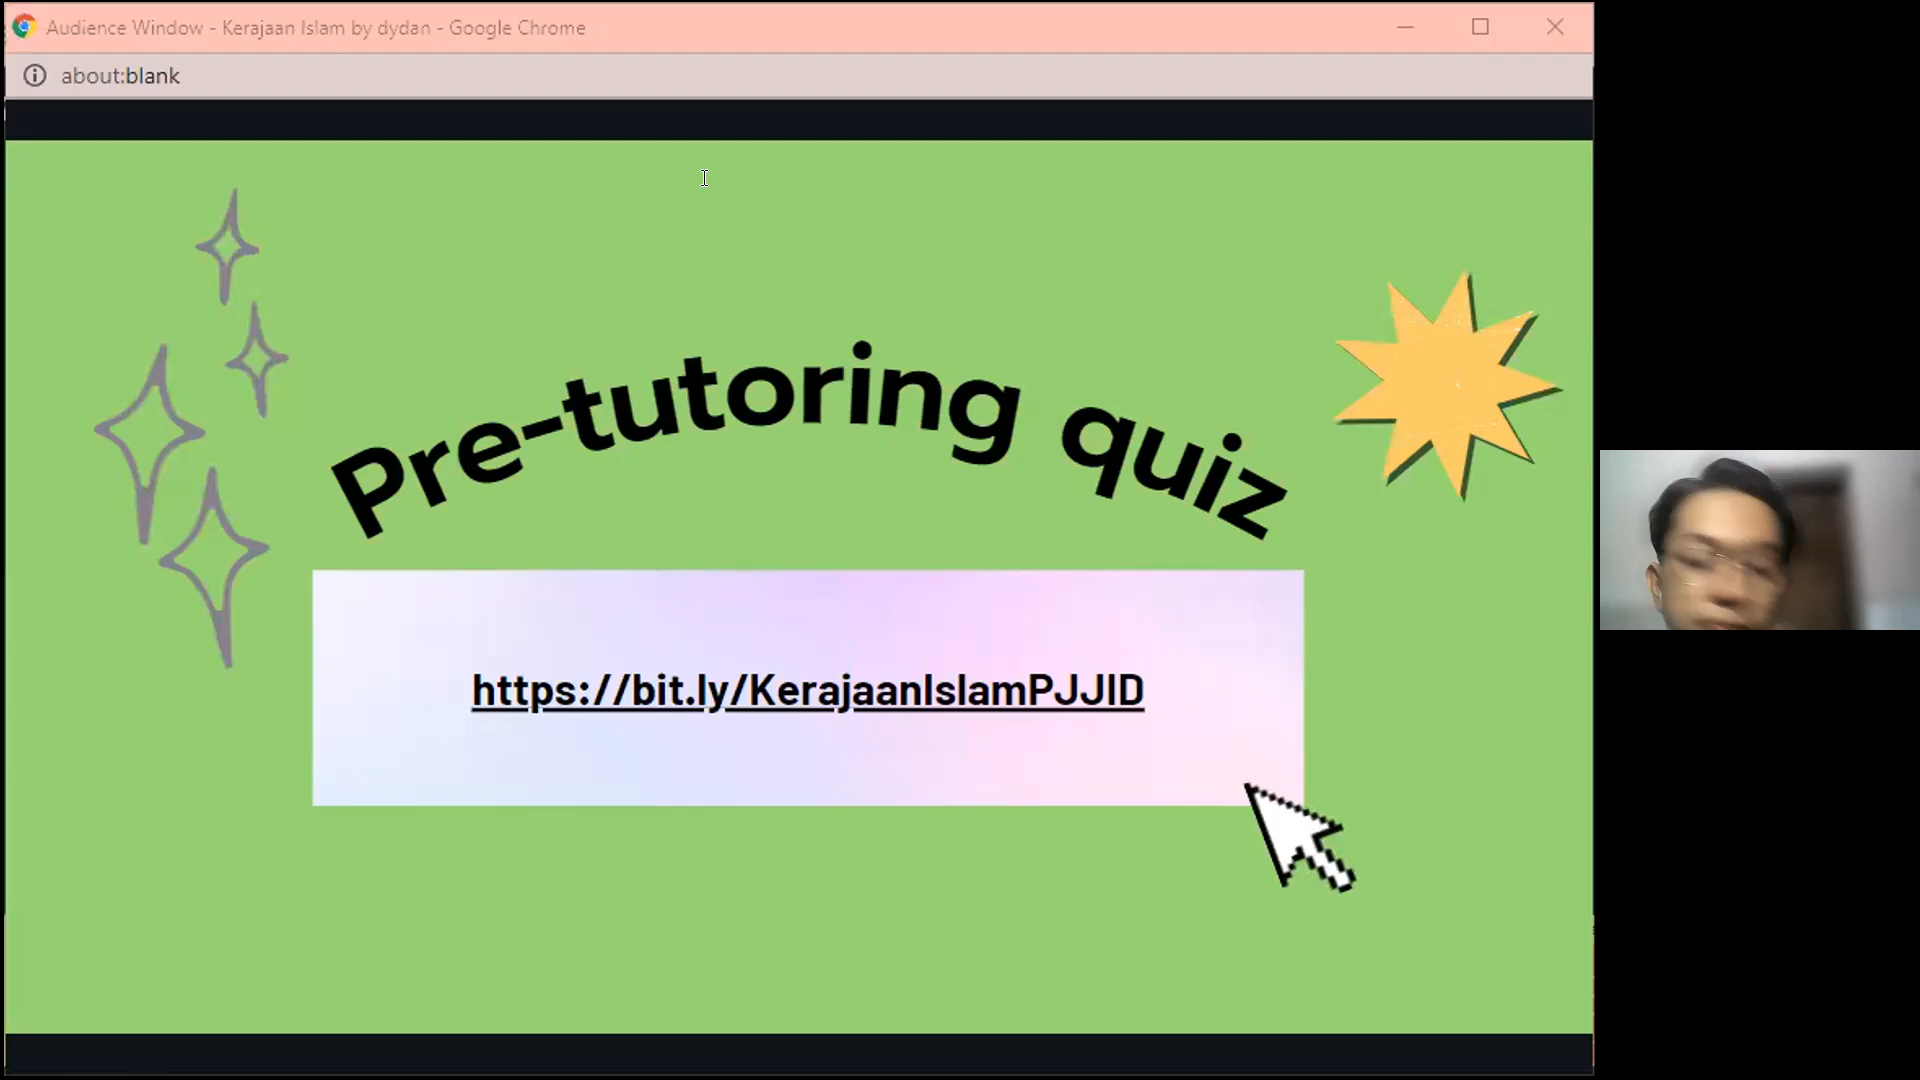 Audience Window - Kerajaan Islam by dydan - Google Chrome
about:blank
Pre-tutoring quiz
https://bit.ly/KerajaanIslamPJJID